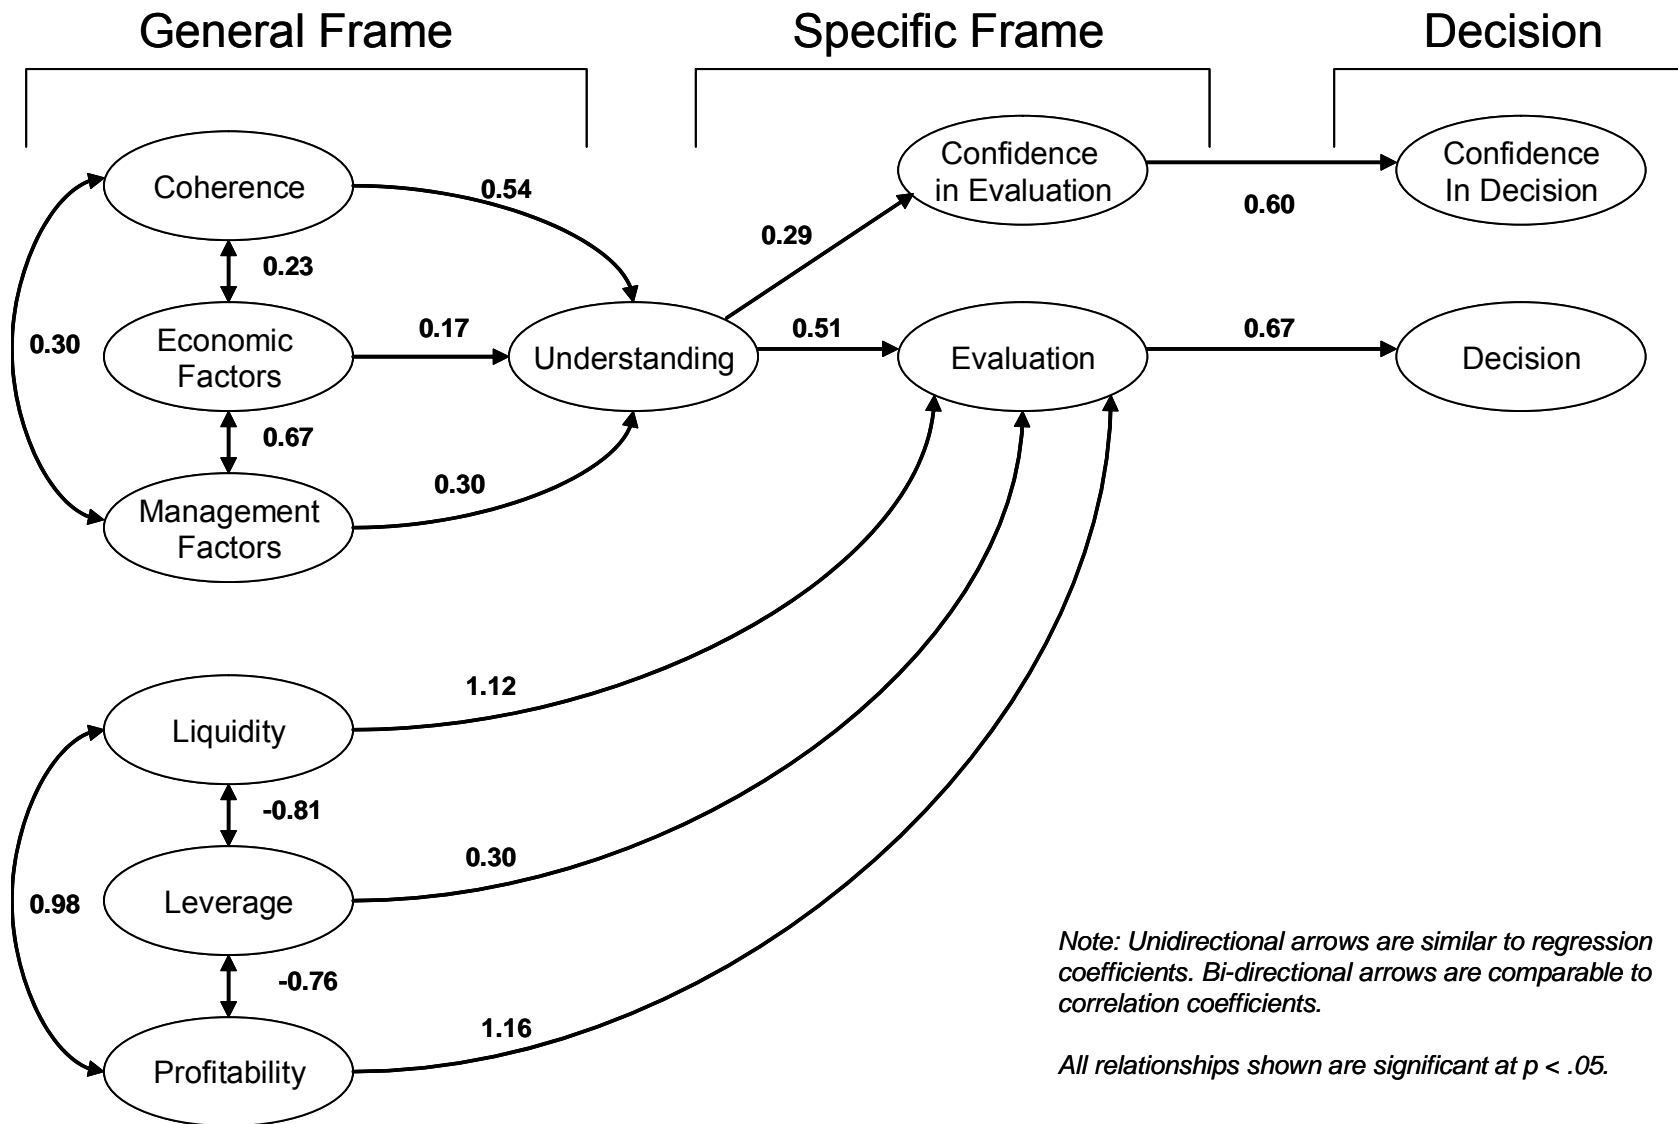 General Frame
Specific Frame
Decision
Coherence
0.54
Confidence
in Evaluation
0.60
Confidence
In Decision
0.29
0.23
0.30
Economic
Factors
0.17
Understanding
0.51
Evaluation
0.67
Decision
0.67
Management
Factors
0.30
Liquidity
1.12
-0.81
0.98
Leverage
0.30
-0.76
Profitability
1.16
Note: Unidirectional arrows are similar to regression
coefficients. Bi-directional arrows are comparable to
correlation coefficients.
All relationships shown are significant at p < .05.